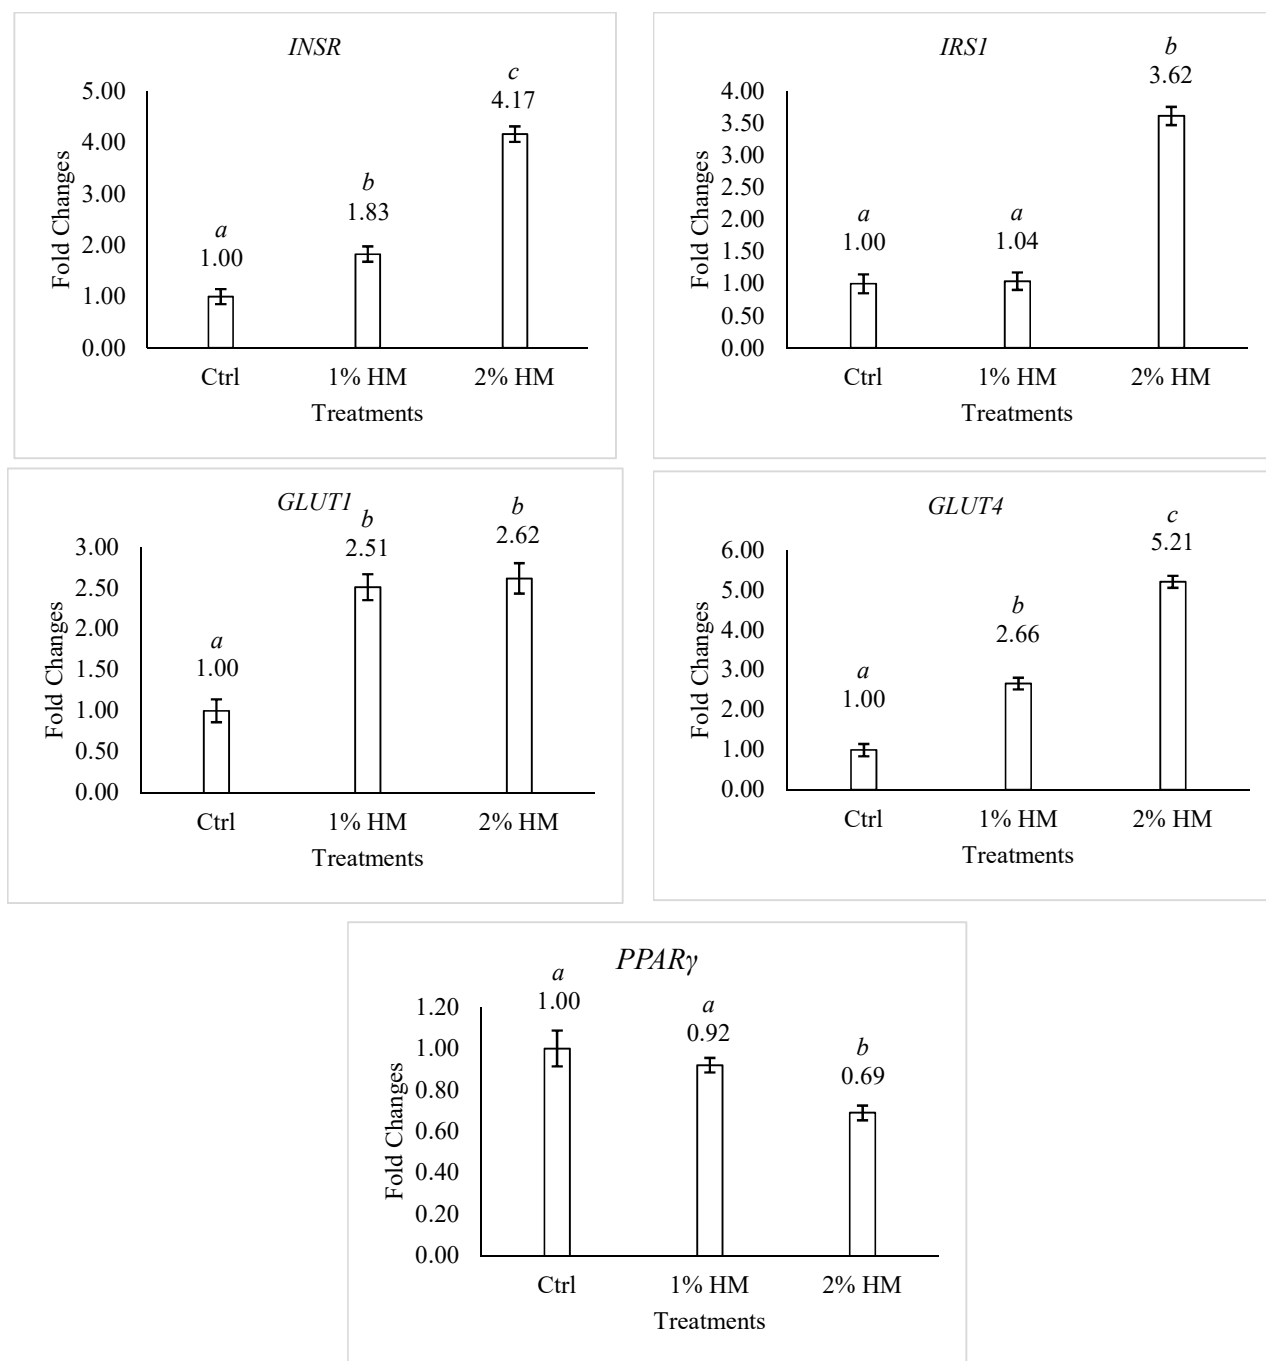 INSR
c
4.17
5.00
4.00
3.00
2.00
1.00
0.00
b
1.83
a
1.00
Fold Changes
Ctrl 1% HM 2% HM
Treatments
IRS1
b
3.62
4.00
3.50
3.00
2.50
2.00
1.50
1.00
0.50
0.00
a
1.00
a
1.04
Fold Changes
Ctrl 1% HM 2% HM
Treatments
GLUT1
b
2.51
b
2.62
3.00
2.50
2.00
1.50
1.00
0.50
0.00
a
1.00
Fold Changes
Ctrl 1% HM 2% HM
Treatments
GLUT4
c
5.21
6.00
5.00
4.00
3.00
2.00
1.00
0.00
b
2.66
a
1.00
Fold Changes
Ctrl 1% HM 2% HM
Treatments
PPARγ
a
1.00
a
0.92
b
0.69
1.20
1.00
0.80
0.60
0.40
0.20
0.00
Fold Changes
Ctrl 1% HM 2% HM
Treatments